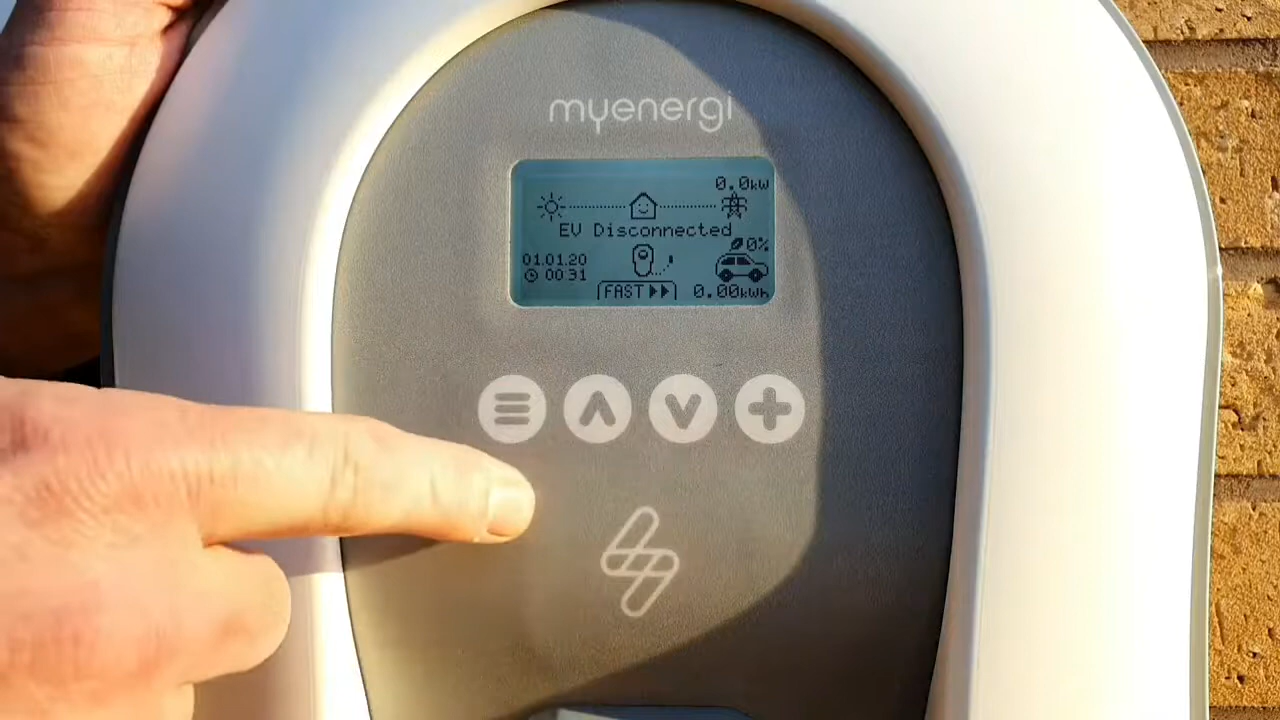 myenergi
0.0kW
EV Disconnected
0%
01.01.20
00 31
FAST
0.00kWh